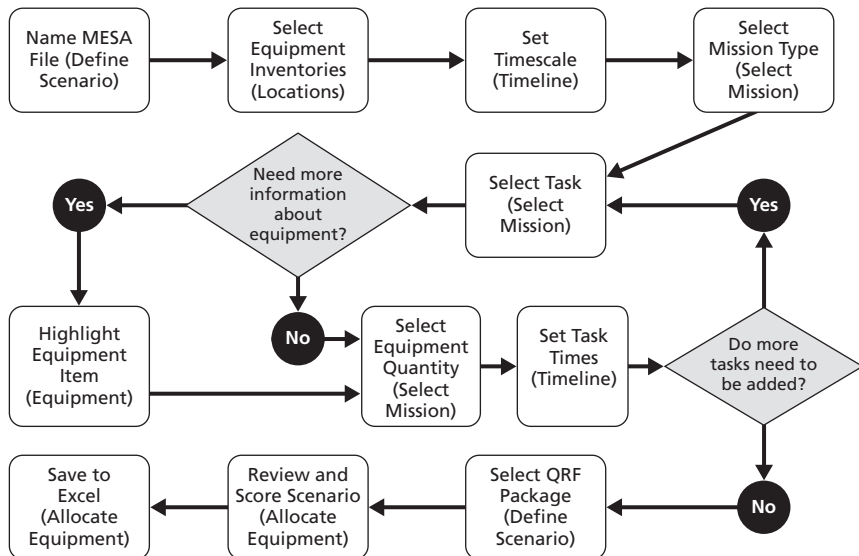 Name MESA
File (Define
Scenario)
Select
Equipment
Inventories
(Locations)
Set
Timescale
(Timeline)
Select
Mission Type
(Select
Mission)
Need more
information
about
equipment?
Select Task
(Select
Mission)
Yes
Yes
No
Highlight
Equipment
Item
(Equipment)
Select
Equipment
Quantity
(Select
Mission)
Set Task
Times
(Timeline)
Do more
tasks need to
be added?
Save to
Excel
(Allocate
Equipment)
Review and
Score Scenario
(Allocate
Equipment)
Select QRF
Package
(Define
Scenario)
No